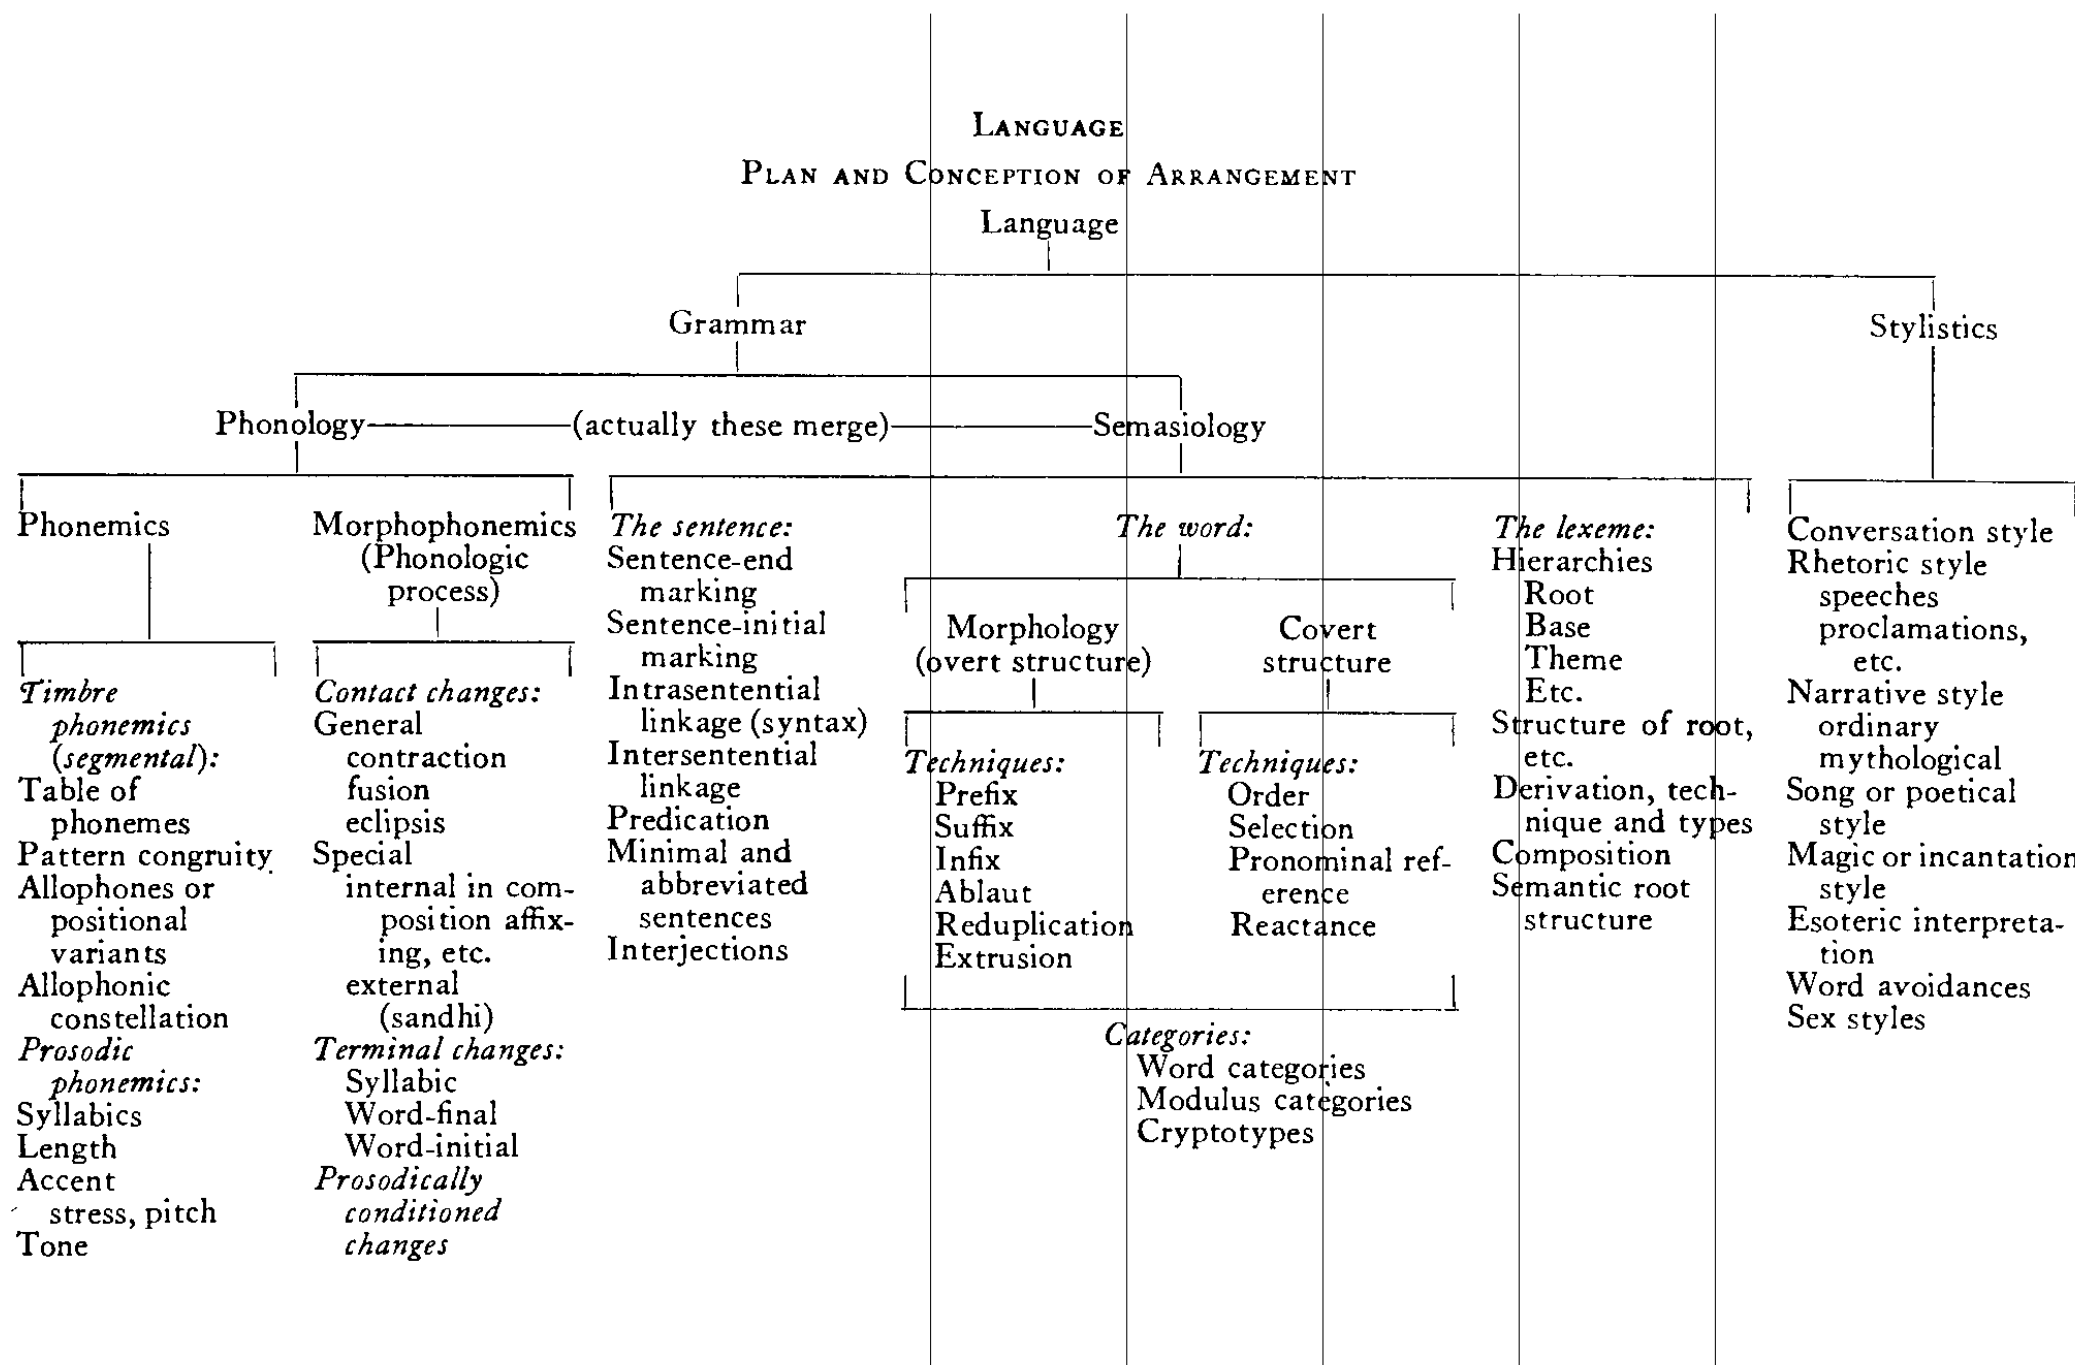 LANGUAGE
PLAN AND CONCEPTION OF ARRANGEMENT
Language
Grammar
Stylistics
Phonology
(actually these merge)
Semasiology
Phonemics
Timbre
phonemics
(segmental):
Table of
phonemes
Pattern congruity
Allophones or
positional
variants
Allophonic
constellation
Prosodic
phonemics:
Syllabics
Length
Accent
stress, pitch
Tone
Morphophonemics
(Phonologic
process)
Contact changes:
General
contraction
fusion
eclipsis
Special
internal in com-
position affix-
ing, etc.
external
(sandhi)
Terminal changes:
Syllabic
Word-final
Word-initial
Prosodically
conditioned
changes
The sentence:
Sentence-end
marking
Sentence-initial
marking
Intrasentential
linkage (syntax)
Intersentential
linkage
Predication
Minimal and
abbreviated
sentences
Interjections
The word:
Morphology
(overt structure)
Techniques:
Prefix
Suffix
Infix
Ablaut
Reduplication
Extrusion
Covert
structure
Techniques:
Order
Selection
Pronominal ref-
erence
Reactance
Categories:
Word categories
Modulus categories
Cryptotypes
The lexeme:
Hierarchies
Root
Base
Theme
Etc.
Structure of root,
etc.
Derivation, tech-
nique and types
Composition
Semantic root
structure
Conversation style
Rhetoric style
speeches
proclamations,
etc.
Narrative style
ordinary
mythological
Song or poetical
style
Magic or incantation
style
Esoteric interpreta-
tion
Word avoidances
Sex styles